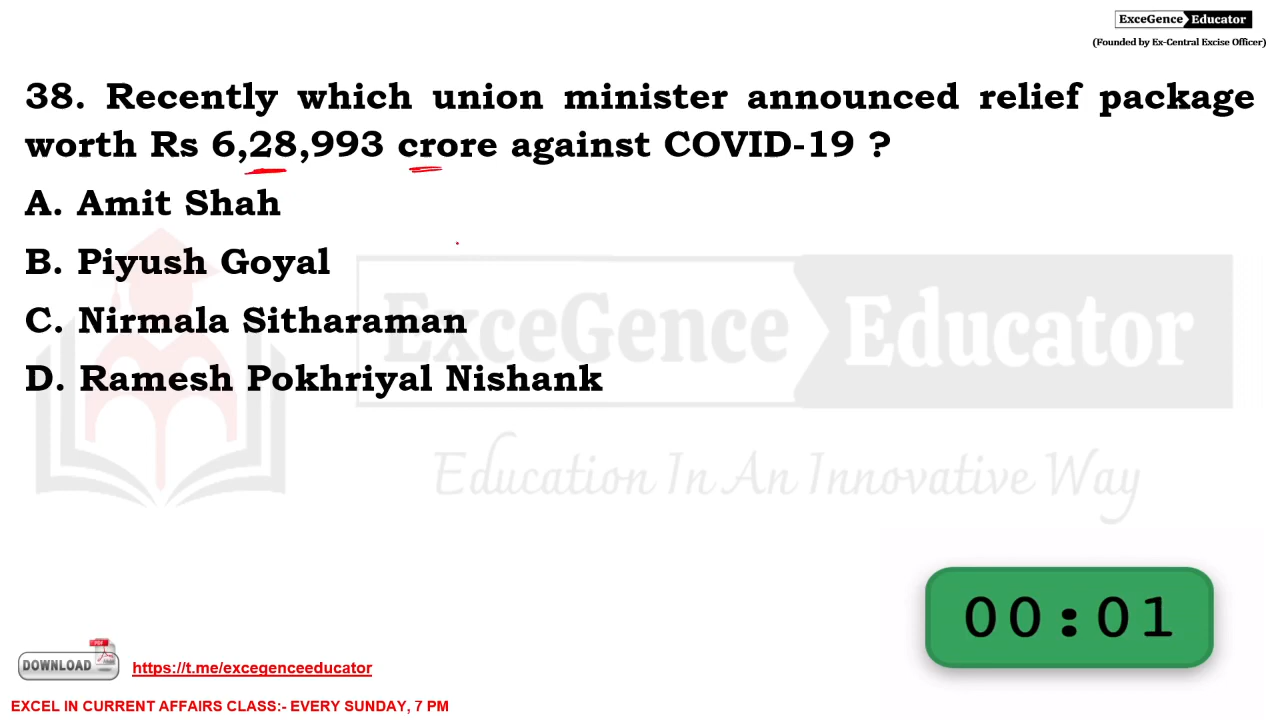 ExceGence Educator
(Founded by Ex-Central Excise Officer)
38. Recently which union minister announced relief package
worth Rs 6,28,993 crore against COVID-19 ?
A. Amit Shah
B. Piyush Goyal
C. Nirmala Sitharaman
D. Ramesh Pokhriyal Nishank
ExceGence Educator
Education In An Innovative Way
00:01
PDF
DOWNLOAD https://t.me/excegenceeducator
EXCEL IN CURRENT AFFAIRS CLASS:- EVERY SUNDAY, 7 PM